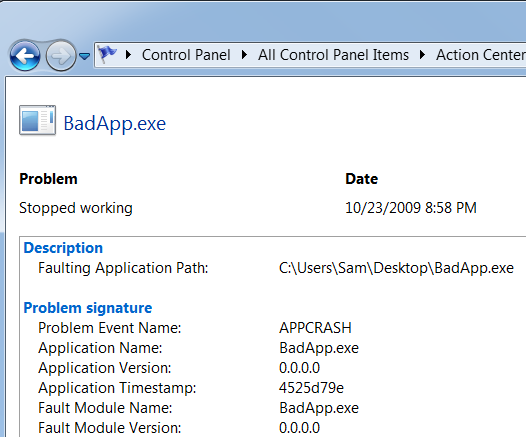 Control Panel All Control Panel Items Action Center
BadApp.exe
Problem Date
Stopped working 10/23/2009 8:58 PM
Description
Faulting Application Path: C:\Users\Sam\Desktop\BadApp.exe
Problem signature
Problem Event Name: APPCRASH
Application Name: BadApp.exe
Application Version: 0.0.0.0
Application Timestamp: 4525d79e
Fault Module Name: BadApp.exe
Fault Module Version: 0.0.0.0